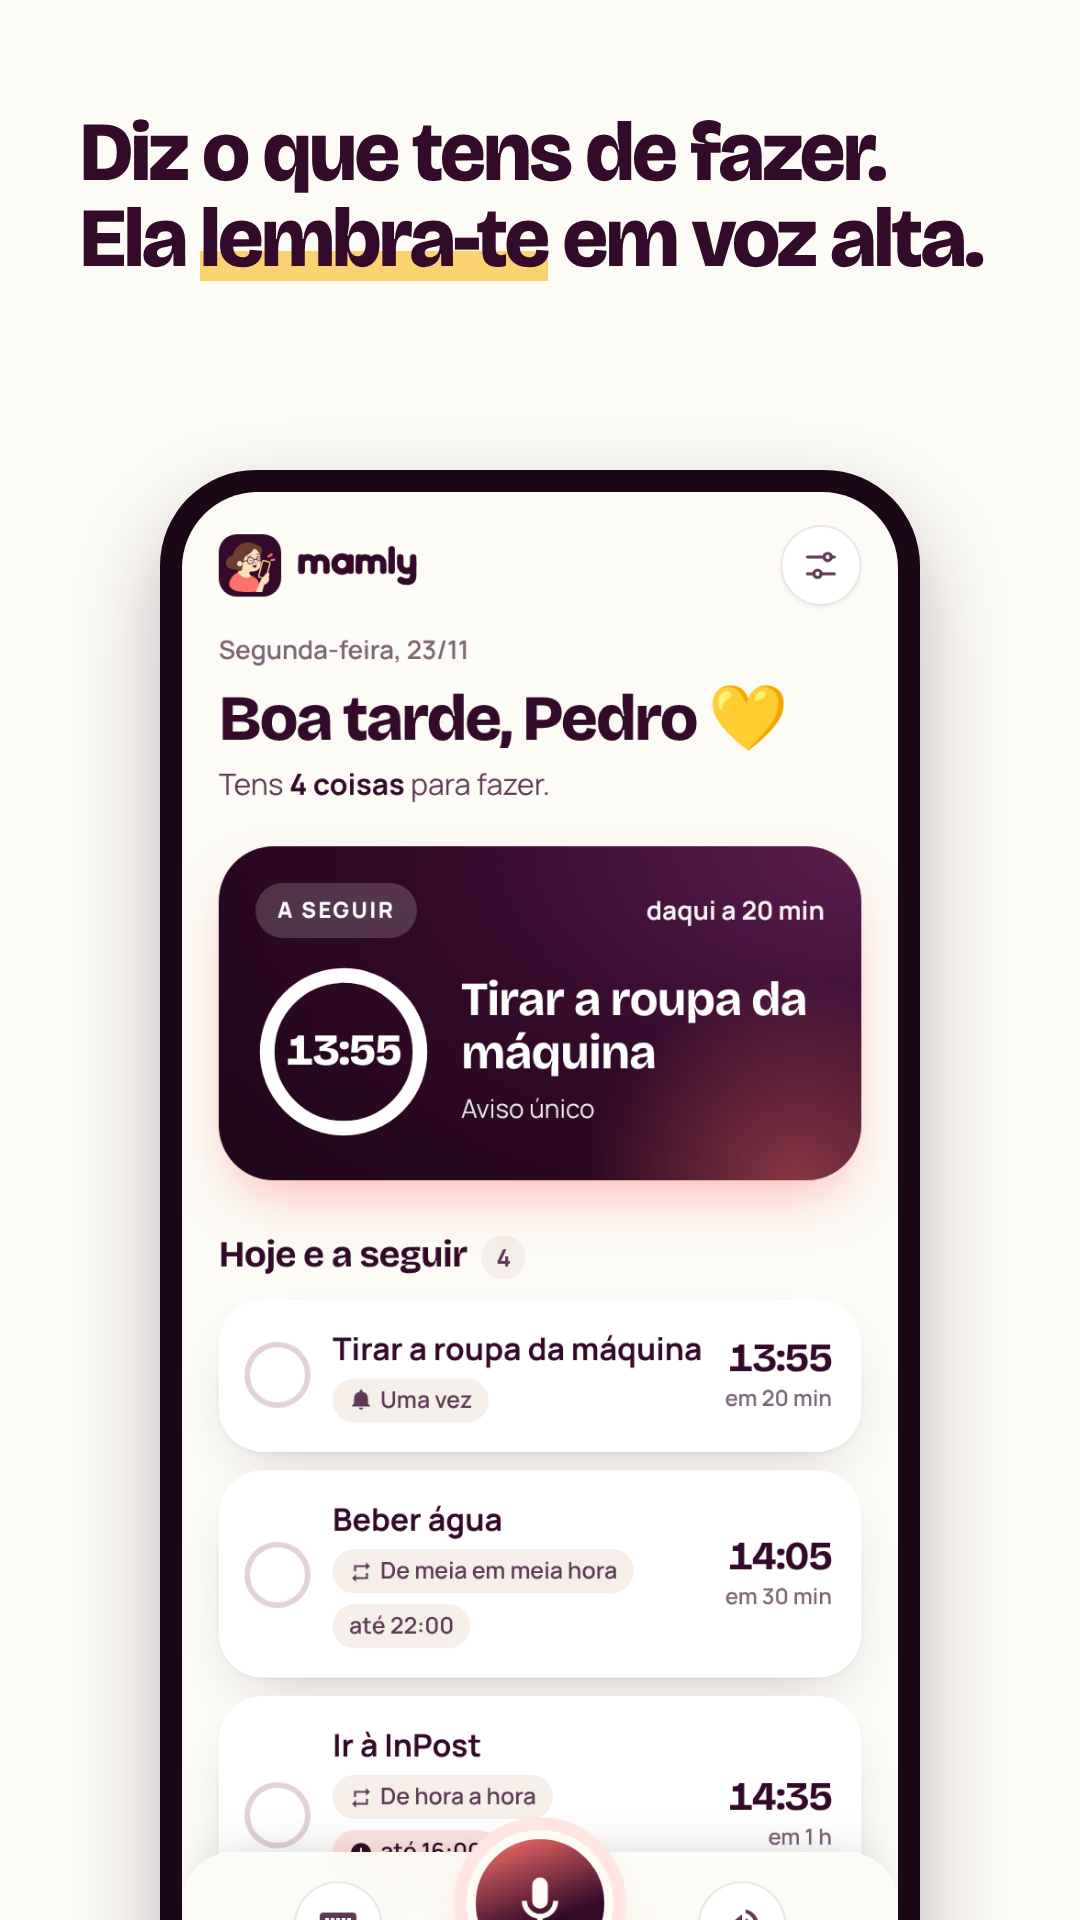 Diz o que tens de fazer.
Ela lembra-te em voz alta.
mamly
Segunda-feira, 23/11
Boa tarde, Pedro 💛
Tens 4 coisas para fazer.
A SEGUIR
daqui a 20 min
13:55
Tirar a roupa da
máquina
Aviso único
Hoje e a seguir 4
Tirar a roupa da máquina
13:55
Uma vez
em 20 min
Beber água
De meia em meia hora
14:05
em 30 min
até 22:00
Ir à InPost
De hora a hora
14:35
em 1 h
até 16:00